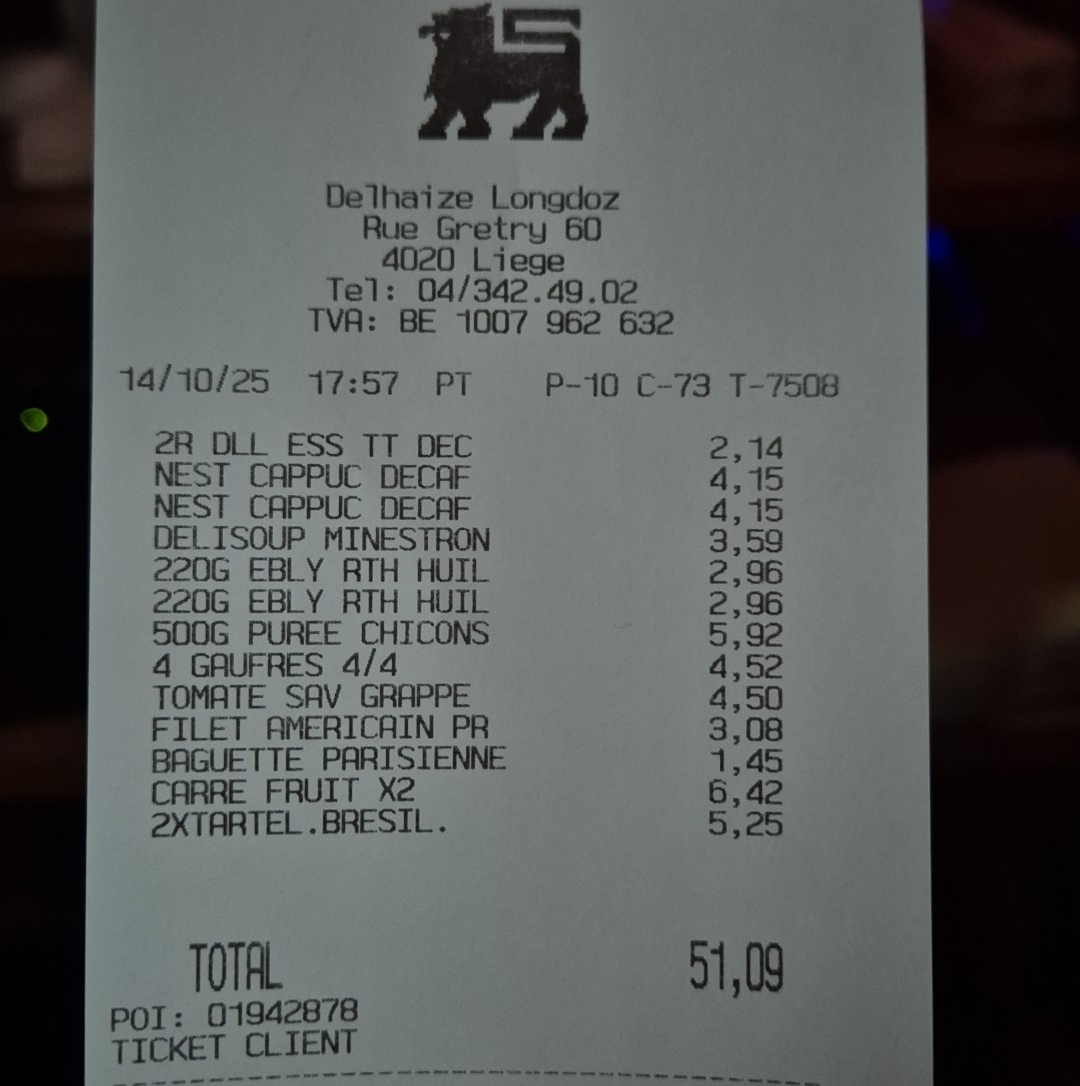 Delhaize Longdoz
Rue Gretry 60
4020 Liege
Tel: 04/342.49.02
TVA: BE 1007 962 632
14/10/25 17:57 PT P-10 C-73 T-7508
2R DLL ESS TT DEC 2,14
NEST CAPPUC DECAF 4,15
NEST CAPPUC DECAF 4,15
DELISOUP MINESTRON 3,59
220G EBLY RTH HUIL 2,96
220G EBLY RTH HUIL 2,96
500G PUREE CHICONS 5,92
4 GAUFRES 4/4 4,52
TOMATE SAV GRAPPE 4,50
FILET AMERICAIN PR 3,08
BAGUETTE PARISIENNE 1,45
CARRE FRUIT X2 6,42
2XTARTEL.BRESIL. 5,25
TOTAL 51,09
POI: 01942878
TICKET CLIENT